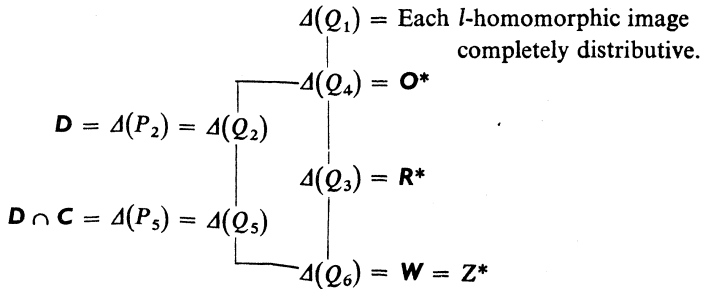 Δ(Q₁) = Each l-homomorphic image
completely distributive.
Δ(Q₄) = O*
D = Δ(P₂) = Δ(Q₂)
Δ(Q₃) = R*
D ∩ C = Δ(P₅) = Δ(Q₅)
Δ(Q₆) = W = Z*